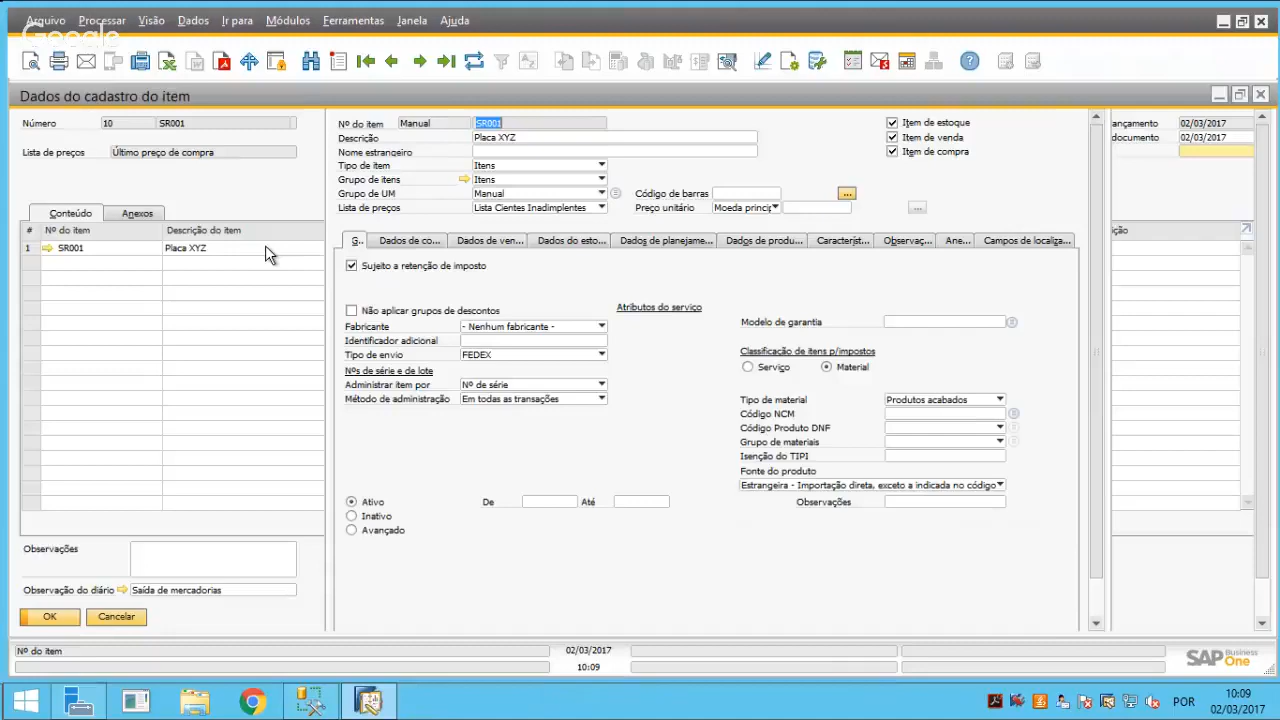 Arquivo Processar Visão Dados Ir para Módulos Ferramentas Janela Ajuda
Google
Dados do cadastro do ítem
Número 10 SR001
Lista de preços Último preço de compra
Conteúdo Anexos
# Nº do item Descrição do item
1 SR001 Placa XYZ
Observações
Observação do diário Saída de mercadorias
OK Cancelar
Nº do item Manual SR001
Descrição Placa XYZ
Nome estrangeiro
Tipo de item Itens
Grupo de itens Itens
Grupo de UM Manual
Lista de preços Lista Cientes Inadimplentes
Código de barras ...
Preço unitário Moeda princip ...
Item de estoque
Item de venda
Item de compra
G.. Dados de co... Dados de ven... Dados do esto... Dados de planejame... Dados de produ... Característ... Observaç... Ane... Campos de localiza...
Sujeito a retenção de imposto
Não aplicar grupos de descontos
Fabricante - Nenhum fabricante -
Identificador adicional
Tipo de envio FEDEX
Nºs de série e de lote
Administrar item por Nº de série
Método de administração Em todas as transações
Atributos do serviço
Modelo de garantia
Classificação de itens p/impostos
Serviço Material
Tipo de material Produtos acabados
Código NCM
Código Produto DNF
Grupo de materiais
Isenção do TIPI
Fonte do produto
Estrangeira - Importação direta, exceto a indicada no código
Ativo De Até Observações
Inativo
Avançado
ançamento 02/03/2017
documento 02/03/2017
ição
Nº do item 02/03/2017
10:09
SAP Business One
POR 10:09
02/03/2017